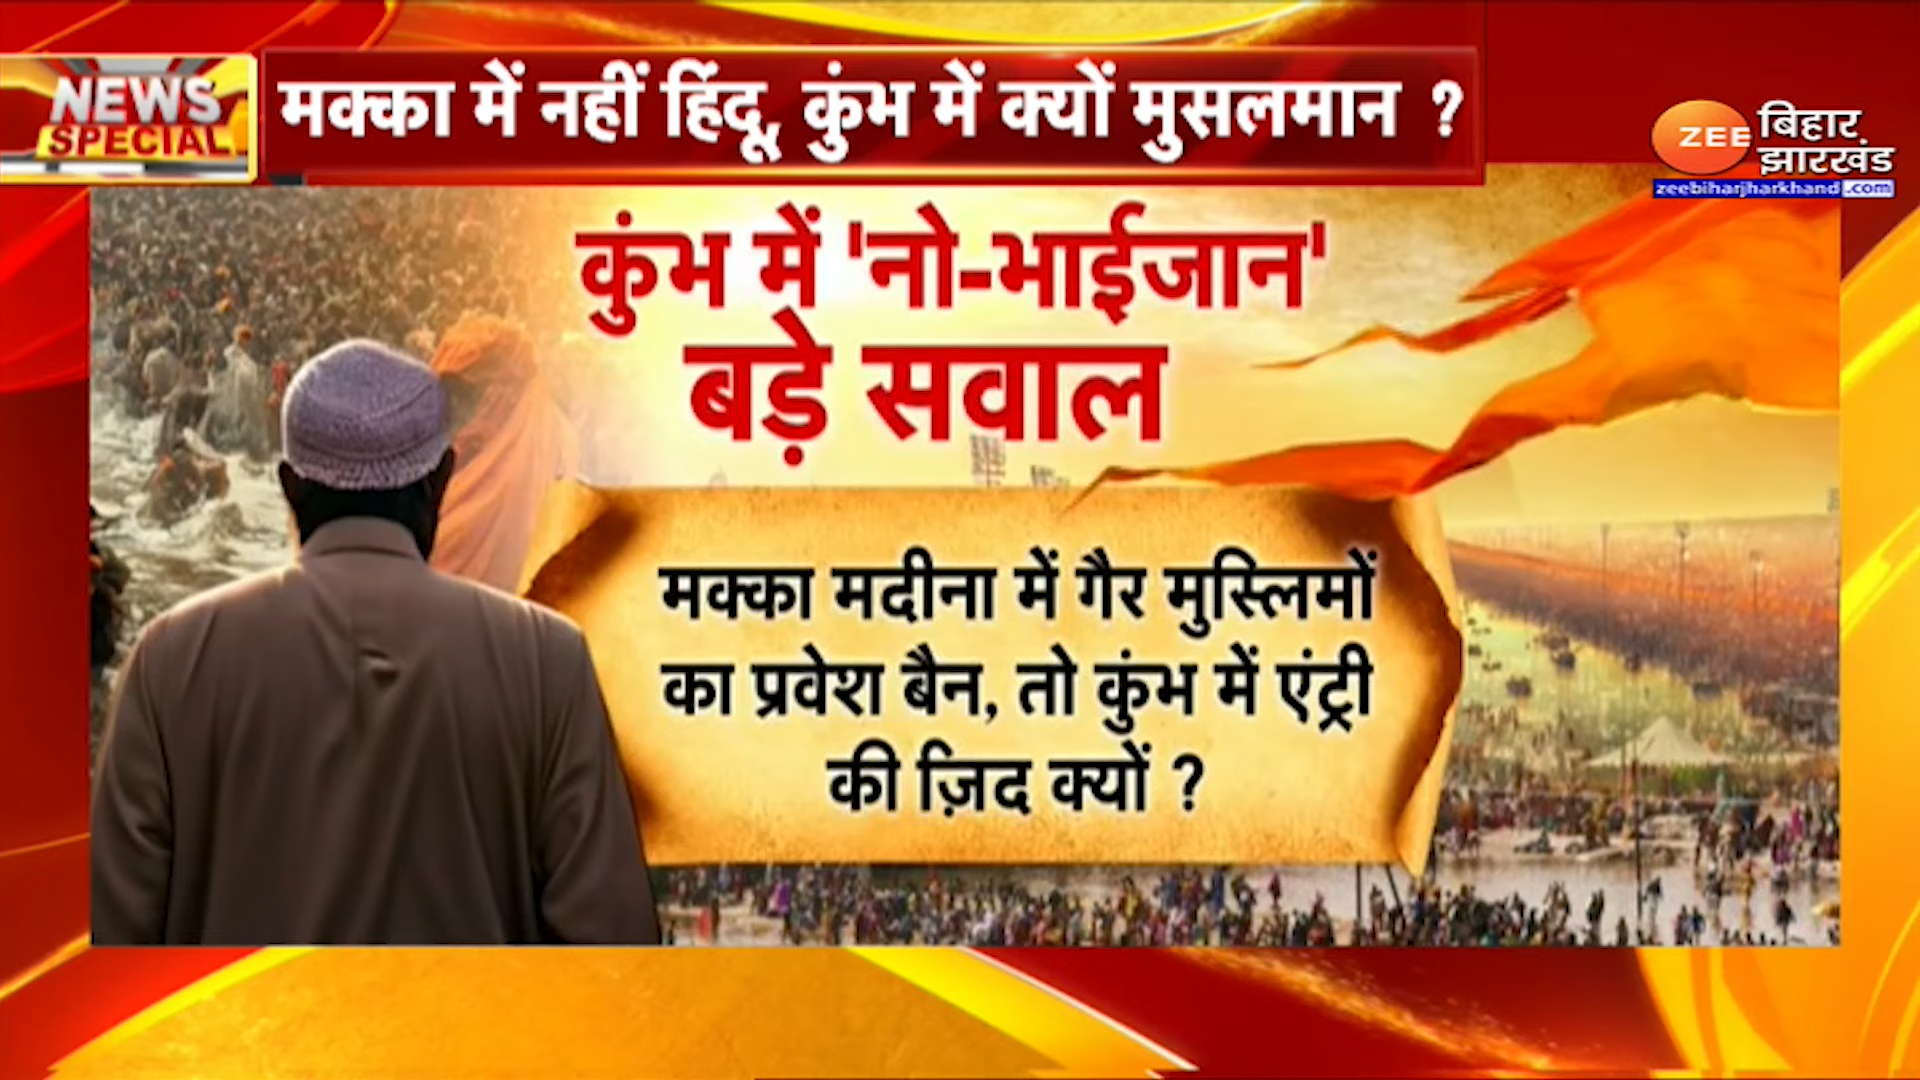 NEWS
SPECIAL
मक्का में नहीं हिंदू, कुंभ में क्यों मुसलमान ?
ZEE बिहार झारखंड
zeebiharjharkhand.com
कुंभ में 'नो-भाईजान'
बड़े सवाल
मक्का मदीना में गैर मुस्लिमों
का प्रवेश बैन, तो कुंभ में एंट्री
की ज़िद क्यों ?